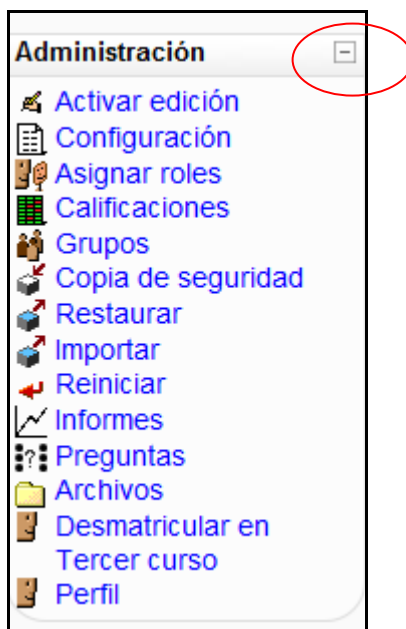 Administración
Activar edición
Configuración
Asignar roles
Calificaciones
Grupos
Copia de seguridad
Restaurar
Importar
Reiniciar
Informes
Preguntas
Archivos
Desmatricular en
Tercer curso
Perfil